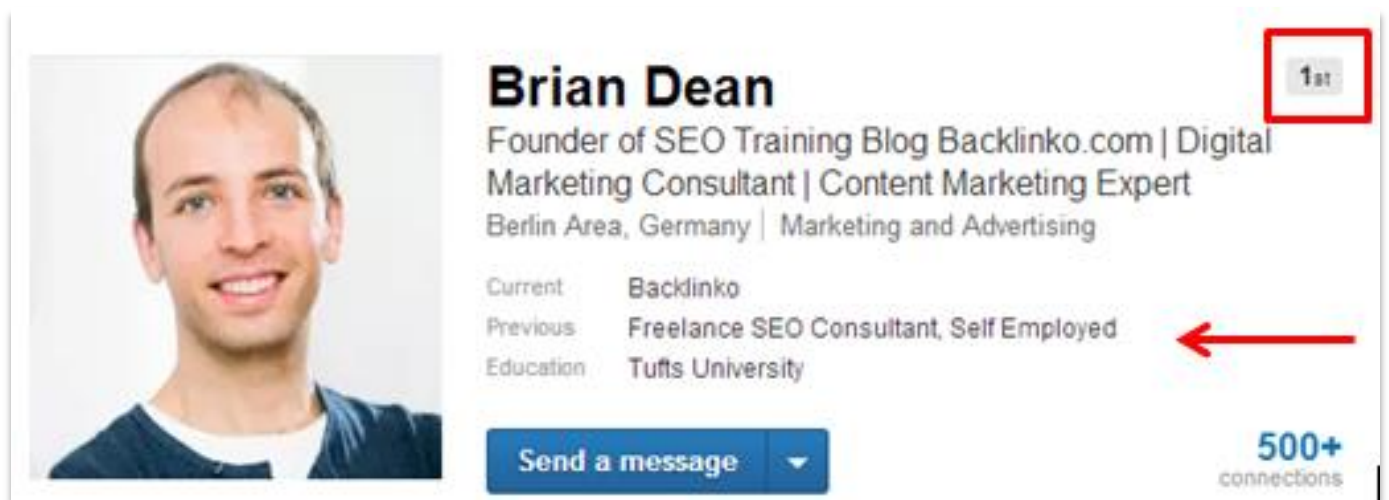 Brian Dean
1st
Founder of SEO Training Blog Backlinko.com | Digital
Marketing Consultant | Content Marketing Expert
Berlin Area, Germany | Marketing and Advertising
Current Backlinko
Previous Freelance SEO Consultant, Self Employed
Education Tufts University
Send a message
500+
connections